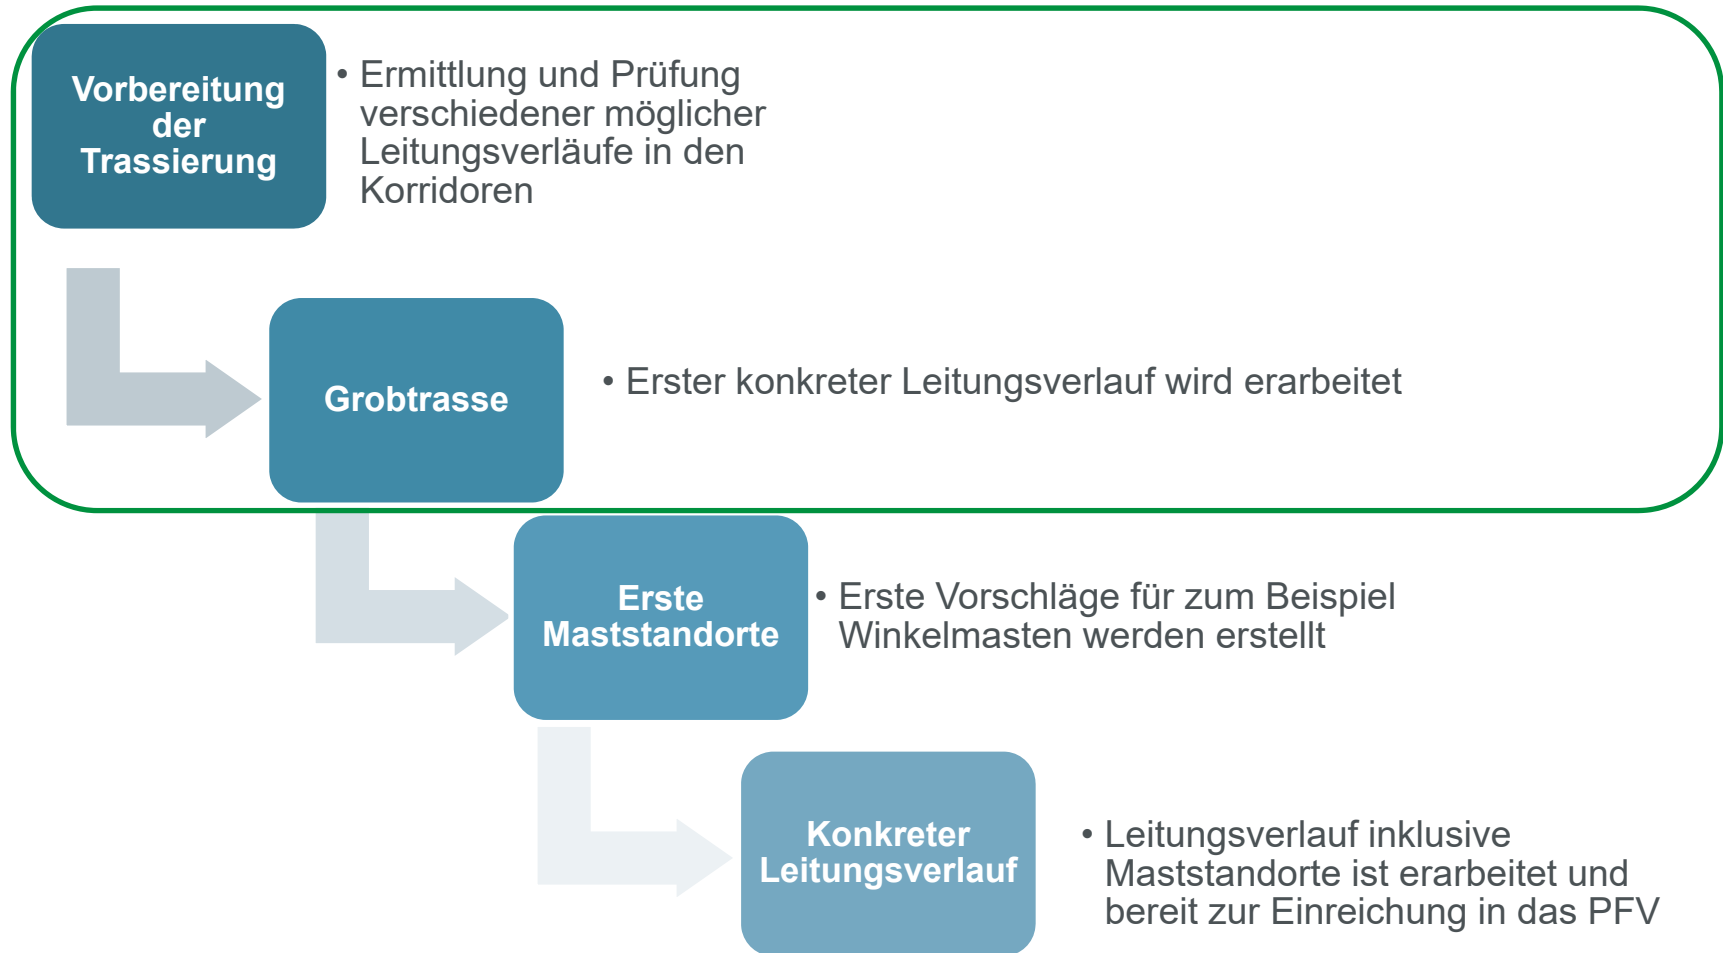 Vorbereitung
der
Trassierung
• Ermittlung und Prüfung
verschiedener möglicher
Leitungsverläufe in den
Korridoren
Grobtrasse
• Erster konkreter Leitungsverlauf wird erarbeitet
Erste
Maststandorte
• Erste Vorschläge für zum Beispiel
Winkelmasten werden erstellt
Konkreter
Leitungsverlauf
• Leitungsverlauf inklusive
Maststandorte ist erarbeitet und
bereit zur Einreichung in das PFV